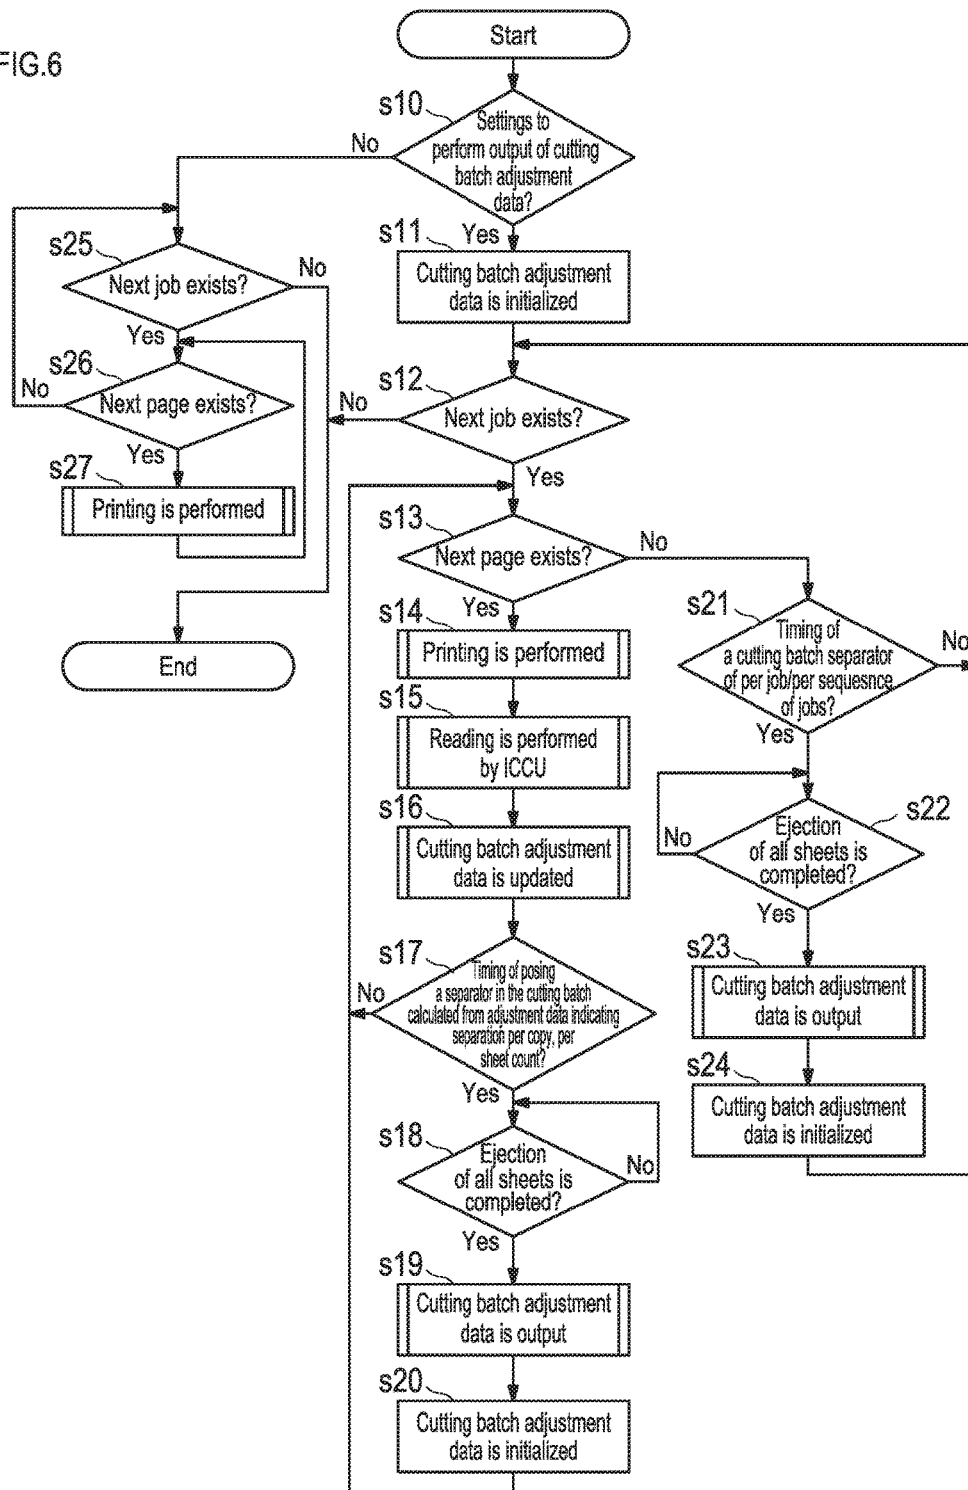 FIG.6
Start
s10
Settings to
perform output of cutting
batch adjustment
data?
No
Yes
s11
Cutting batch adjustment
data is initialized
s25
Next job exists?
No
Yes
s26
No
Next page exists?
Yes
s27
Printing is performed
End
s12
No
Next job exists?
Yes
s13
Next page exists?
No
Yes
s14
Printing is performed
s15
Reading is performed
by ICCU
s16
Cutting batch adjustment
data is updated
s17
No
Timing of posing
a separator in the cutting batch
calculated from adjustment data indicating
separation per copy, per
sheet count?
Yes
s18
Ejection
of all sheets is
completed?
No
Yes
s19
Cutting batch adjustment
data is output
s20
Cutting batch adjustment
data is initialized
s21
Timing of
a cutting batch separator
of per job/per sequesnce
of jobs?
No
Yes
s22
No
Ejection
of all sheets is
completed?
Yes
s23
Cutting batch adjustment
data is output
s24
Cutting batch adjustment
data is initialized